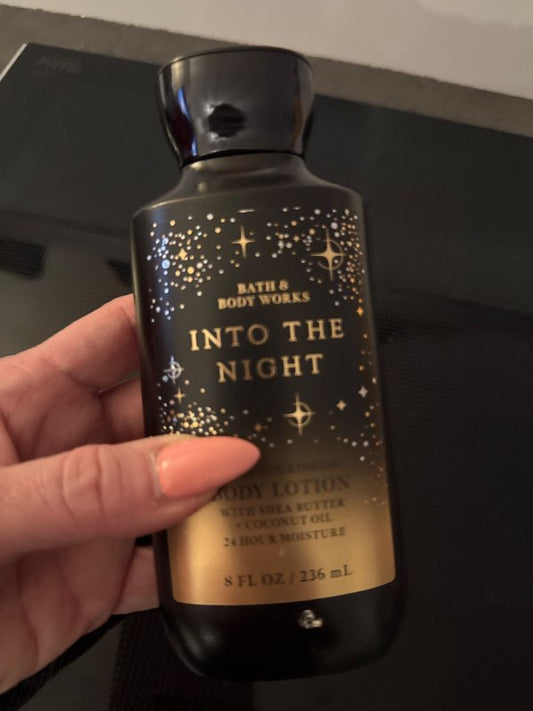 BATH &
BODY WORKS
INTO THE
NIGHT
BODY LOTION
WITH SHEA BUTTER
+ COCONUT OIL
24 HOUR MOISTURE
8 FL OZ / 236 mL